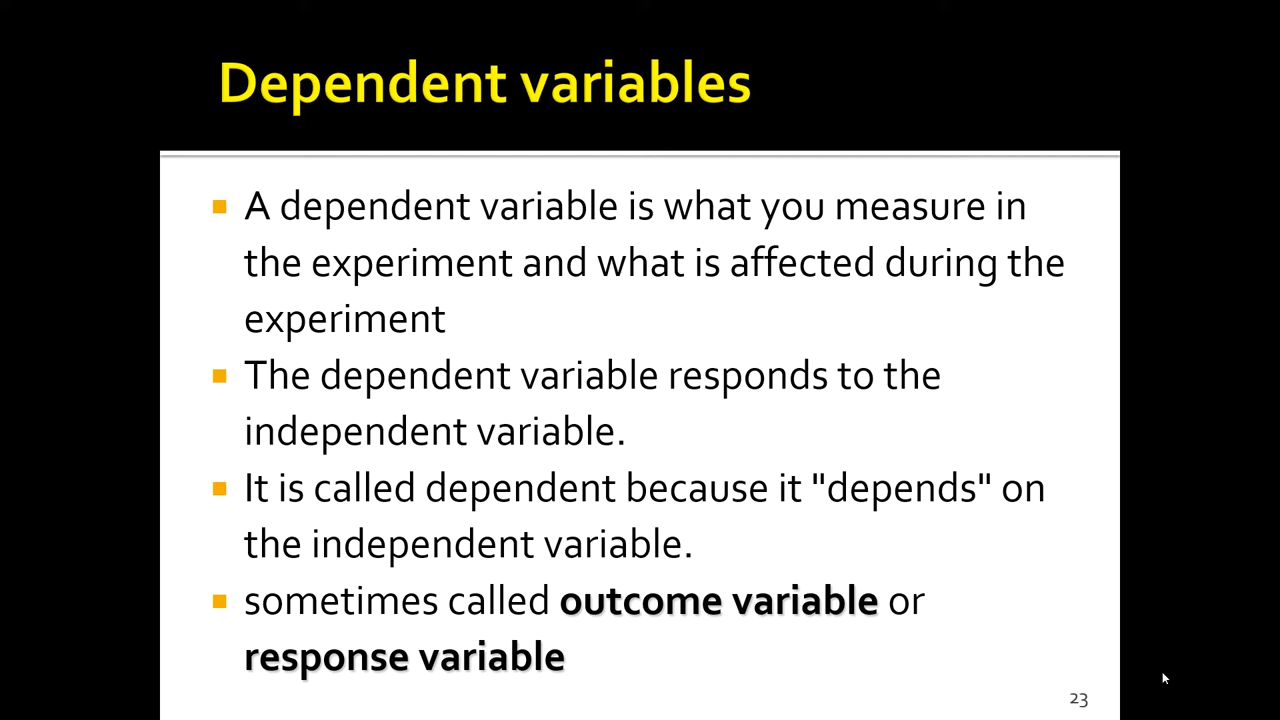 Dependent variables
A dependent variable is what you measure in
the experiment and what is affected during the
experiment
The dependent variable responds to the
independent variable.
It is called dependent because it "depends" on
the independent variable.
sometimes called outcome variable or
response variable
23